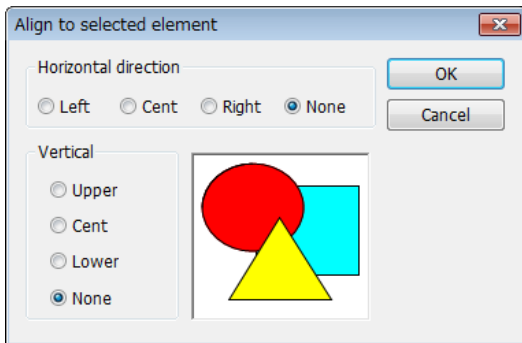 Align to selected element
Horizontal direction
Left Cent Right None
OK
Cancel
Vertical
Upper
Cent
Lower
None